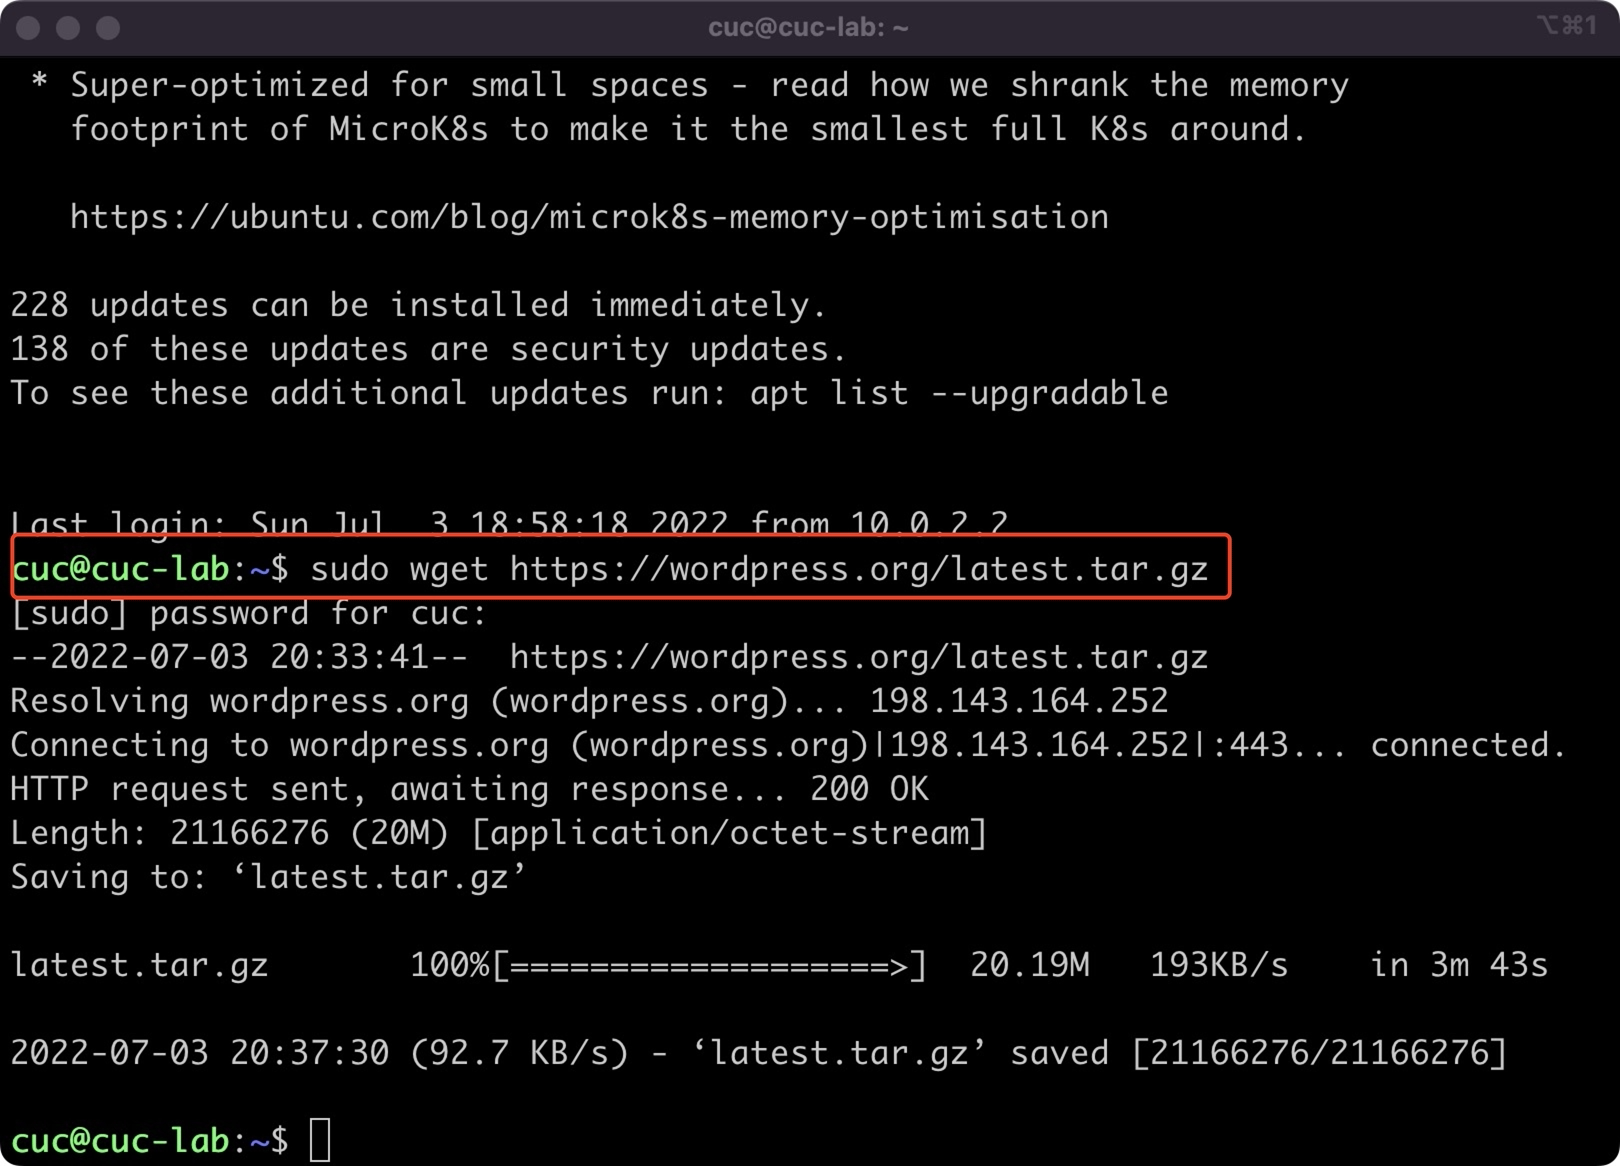 cuc@cuc-lab: ~
⌥⌘1
* Super-optimized for small spaces - read how we shrank the memory
footprint of MicroK8s to make it the smallest full K8s around.
https://ubuntu.com/blog/microk8s-memory-optimisation
228 updates can be installed immediately.
138 of these updates are security updates.
To see these additional updates run: apt list --upgradable
Last login: Sun Jul  3 18:58:18 2022 from 10.0.2.2
cuc@cuc-lab:~$ sudo wget https://wordpress.org/latest.tar.gz
[sudo] password for cuc:
--2022-07-03 20:33:41--  https://wordpress.org/latest.tar.gz
Resolving wordpress.org (wordpress.org)... 198.143.164.252
Connecting to wordpress.org (wordpress.org)|198.143.164.252|:443... connected.
HTTP request sent, awaiting response... 200 OK
Length: 21166276 (20M) [application/octet-stream]
Saving to: ‘latest.tar.gz’
latest.tar.gz       100%[===================>]  20.19M   193KB/s    in 3m 43s
2022-07-03 20:37:30 (92.7 KB/s) - ‘latest.tar.gz’ saved [21166276/21166276]
cuc@cuc-lab:~$